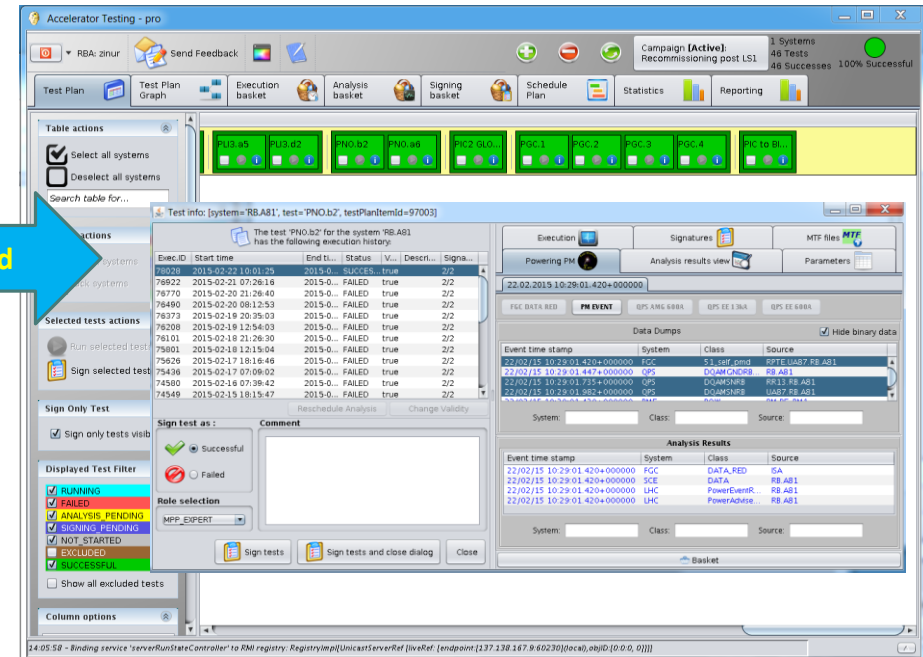 Accelerator Testing - pro
RBA: zinur
Send Feedback
Campaign [Active]:
Recommissioning post LS1
1 Systems
46 Tests
46 Successes
100% Successful
Test Plan
Test Plan Graph
Execution basket
Analysis basket
Signing basket
Schedule Plan
Statistics
Reporting
Table actions
Select all systems
Deselect all systems
Search table for...
PLI3.a5 PLI3.d2 PNO.b2 PNO.a6 PIC2 GLO... PGC.1 PGC.2 PGC.3 PGC.4 PIC to BI...
d
actions
systems
ck systems
Selected tests actions
Run selected test
Sign selected test
Sign Only Test
Sign only tests visib
Displayed Test Filter
RUNNING
FAILED
ANALYSIS_PENDING
SIGNING_PENDING
NOT_STARTED
EXCLUDED
SUCCESSFUL
Show all excluded tests
Column options
Test info: [system='RB.A81', test='PNO.b2', testPlanItemId=97003]
The test 'PNO.b2' for the system 'RB.A81
has the following execution history:
Exec.ID Start time End ti... Status V... Descri... Signa...
78028 2015-02-22 10:01:25 2015-0... SUCCES... true 2/2
76922 2015-02-21 07:26:16 2015-0... FAILED true 2/2
76770 2015-02-20 21:26:40 2015-0... FAILED true 2/2
76490 2015-02-20 08:12:53 2015-0... FAILED true 2/2
76373 2015-02-19 20:35:03 2015-0... FAILED true 2/2
76208 2015-02-19 12:54:03 2015-0... FAILED true 2/2
76101 2015-02-18 21:26:30 2015-0... FAILED true 2/2
75801 2015-02-18 12:15:04 2015-0... FAILED true 2/2
75626 2015-02-17 18:16:46 2015-0... FAILED true 2/2
75436 2015-02-17 07:09:02 2015-0... FAILED true 2/2
74580 2015-02-16 07:39:42 2015-0... FAILED true 2/2
74549 2015-02-15 18:15:47 2015-0... FAILED true 2/2
Reschedule Analysis Change Validity
Sign test as : Comment
Successful
Failed
Role selection
MPP_EXPERT
Sign tests Sign tests and close dialog Close
Execution Signatures MTF files MTF
Powering PM Analysis results view Parameters
22.02.2015 10:29:01.420+000000
FGC DATA RED PM EVENT QPS AMG 600A QPS EE 13kA QPS EE 600A
Data Dumps
Hide binary data
Event time stamp System Class Source
22/02/15 10:29:01.420+000000 FGC 51_self_pmd RPTE.UA87.RB.A81
22/02/15 10:29:01.447+000000 QPS DQAMGNDRB... RB.A81
22/02/15 10:29:01.735+000000 QPS DQAMSNRB RR13.RB.A81
22/02/15 10:29:01.982+000000 QPS DQAMSNRB UA87.RB.A81
System: Class: Source:
Analysis Results
Event time stamp System Class Source
22/02/15 10:29:01.420+000000 FGC DATA_RED ISA
22/02/15 10:29:01.420+000000 SCE DATA RB.A81
22/02/15 10:29:01.420+000000 LHC PowerEventR... RB.A81
22/02/15 10:29:01.420+000000 LHC PowerAdvise... RB.A81
System: Class: Source:
Basket
14:05:58 - Binding service 'serverRunStateController' to RMI registry: RegistryImpl[UnicastServerRef [liveRef: [endpoint:[137.138.167.9:60230](local),objID:[0:0:0, 0]]]]